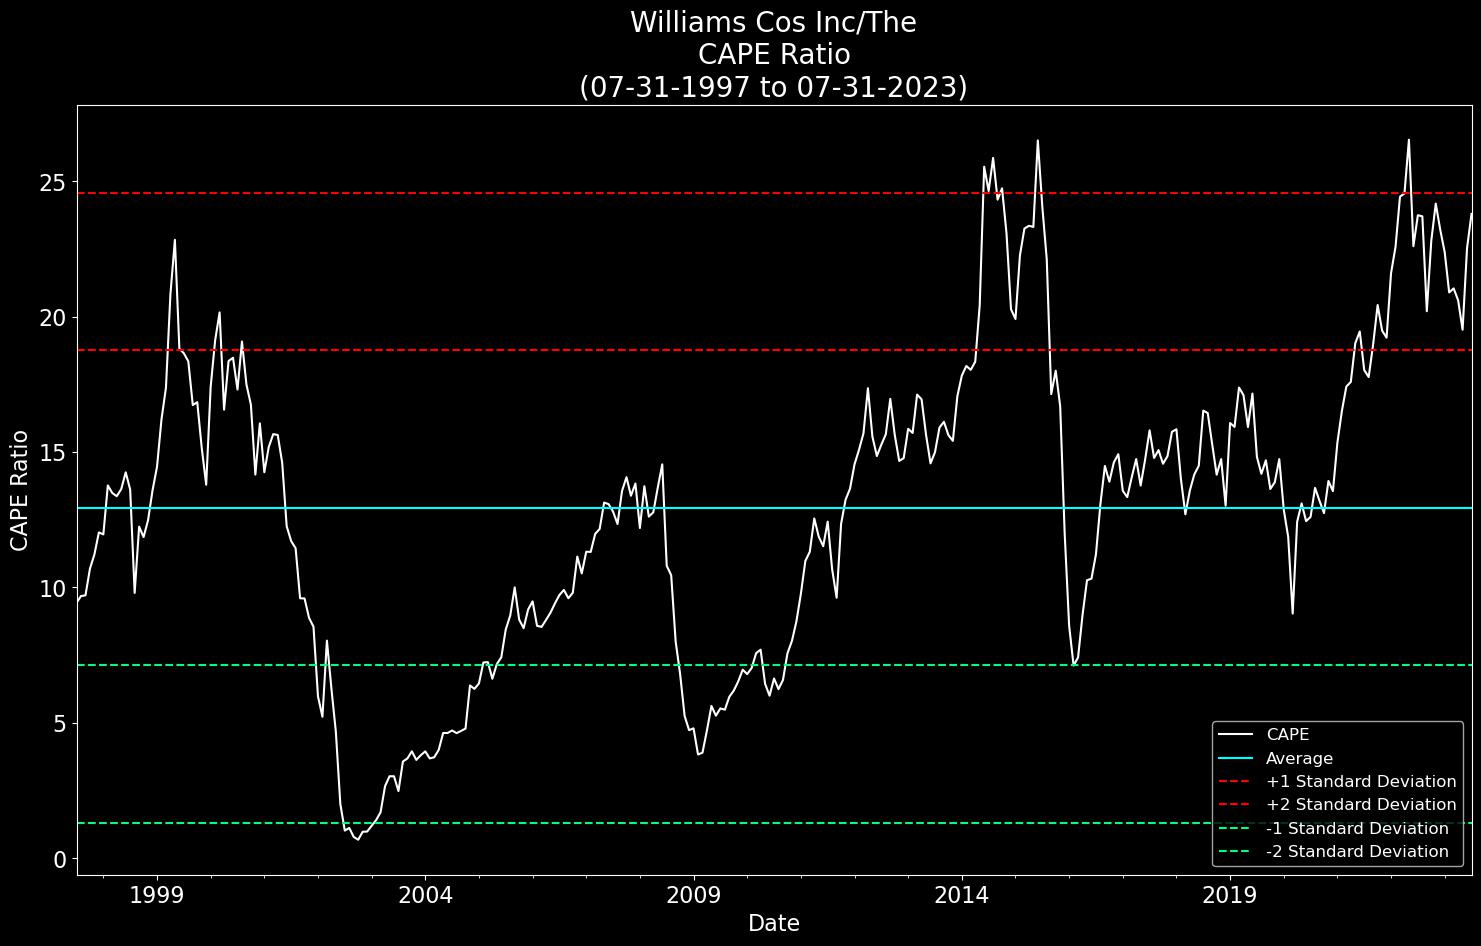 Williams Cos Inc/The
CAPE Ratio
(07-31-1997 to 07-31-2023)
CAPE Ratio
25
20
15
10
5
0
1999
2004
2009
2014
2019
Date
CAPE
Average
+1 Standard Deviation
+2 Standard Deviation
-1 Standard Deviation
-2 Standard Deviation